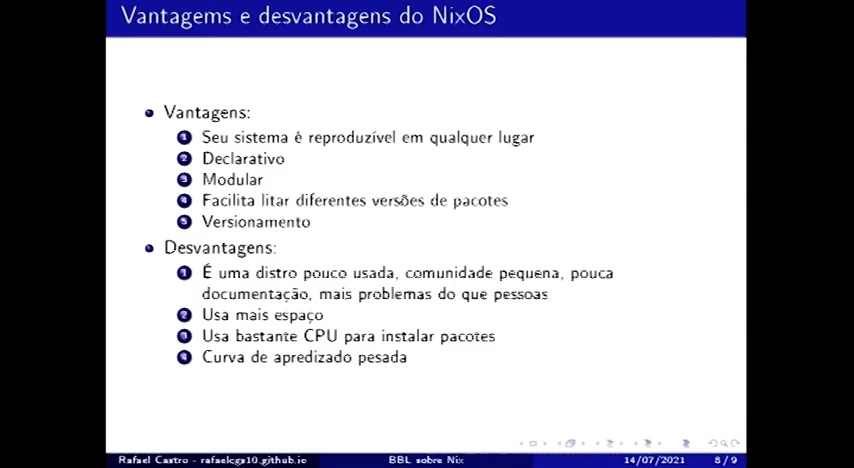 Vantagems e desvantagens do NixOS
Vantagens:
1 Seu sistema é reproduzível em qualquer lugar
2 Declarativo
3 Modular
4 Facilita litar diferentes versões de pacotes
5 Versionamento
Desvantagens:
1 É uma distro pouco usada, comunidade pequena, pouca
documentação, mais problemas do que pessoas
2 Usa mais espaço
3 Usa bastante CPU para instalar pacotes
4 Curva de apredizado pesada
Rafael Castro - rafaelcgs10.github.io BBL sobre Nix 14/07/2021 8 / 9